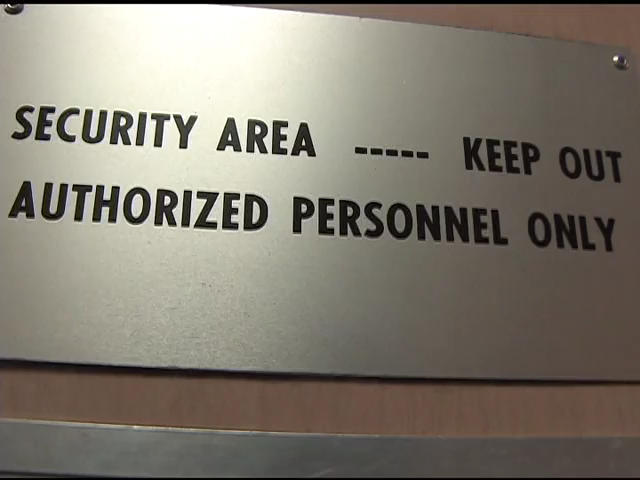 SECURITY AREA ----- KEEP OUT
AUTHORIZED PERSONNEL ONLY